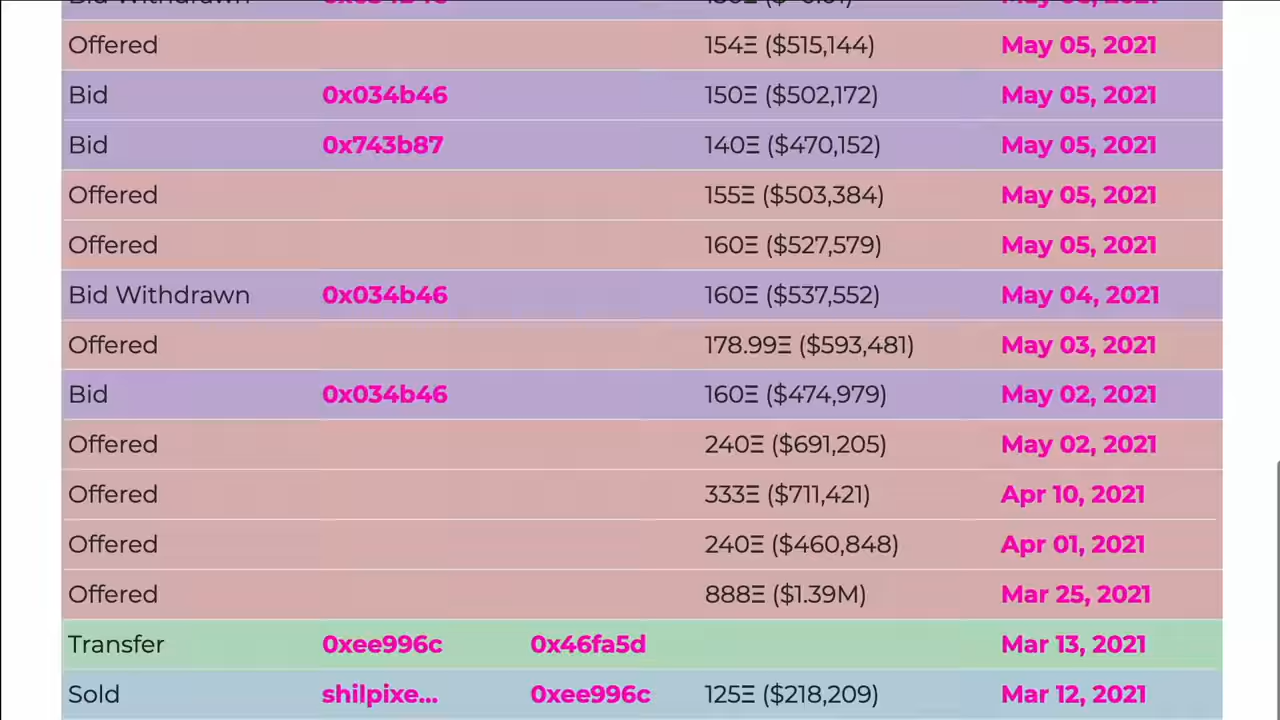 Offered 154Ξ ($515,144) May 05, 2021
Bid 0x034b46 150Ξ ($502,172) May 05, 2021
Bid 0x743b87 140Ξ ($470,152) May 05, 2021
Offered 155Ξ ($503,384) May 05, 2021
Offered 160Ξ ($527,579) May 05, 2021
Bid Withdrawn 0x034b46 160Ξ ($537,552) May 04, 2021
Offered 178.99Ξ ($593,481) May 03, 2021
Bid 0x034b46 160Ξ ($474,979) May 02, 2021
Offered 240Ξ ($691,205) May 02, 2021
Offered 333Ξ ($711,421) Apr 10, 2021
Offered 240Ξ ($460,848) Apr 01, 2021
Offered 888Ξ ($1.39M) Mar 25, 2021
Transfer 0xee996c 0x46fa5d Mar 13, 2021
Sold shilpixe... 0xee996c 125Ξ ($218,209) Mar 12, 2021